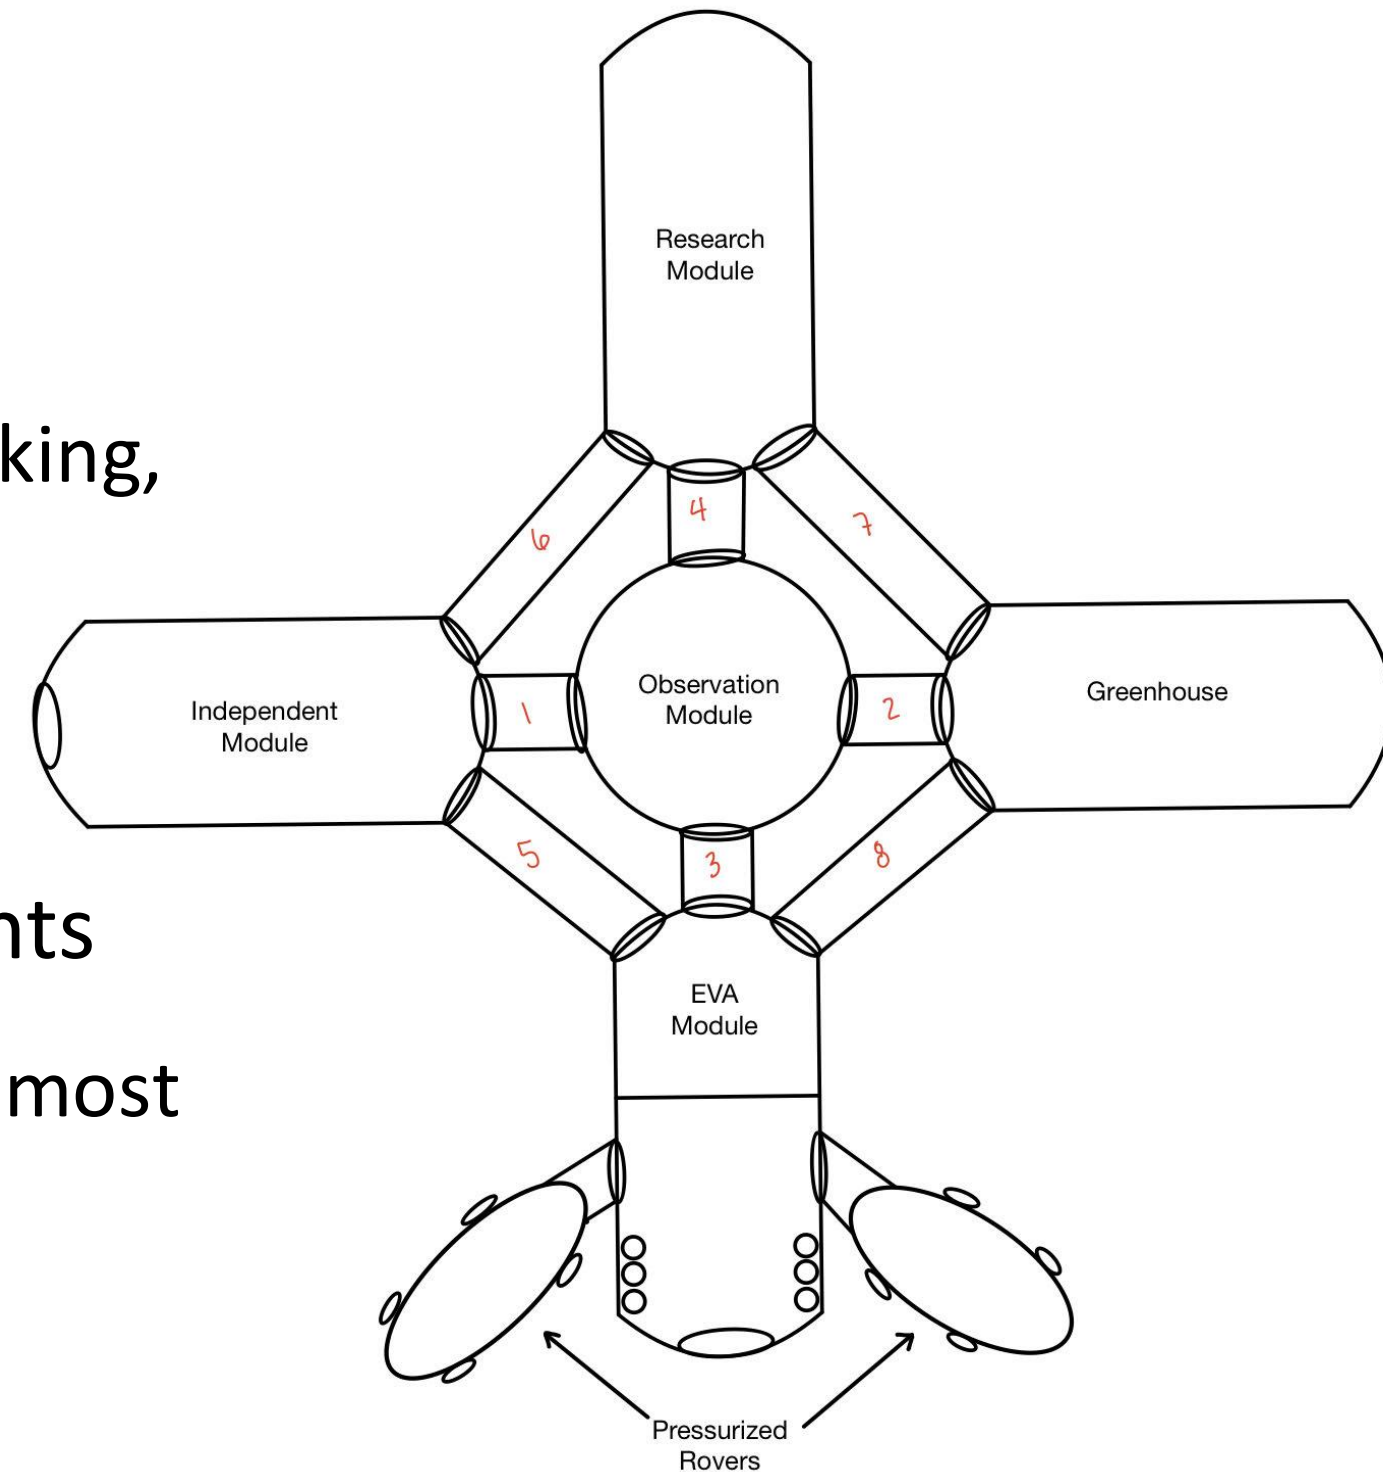 Research
Module
king,
4
7
6
Observation
Module
Independent
Module
1
2
Greenhouse
5
3
8
nts
EVA
Module
most
Pressurized
Rovers